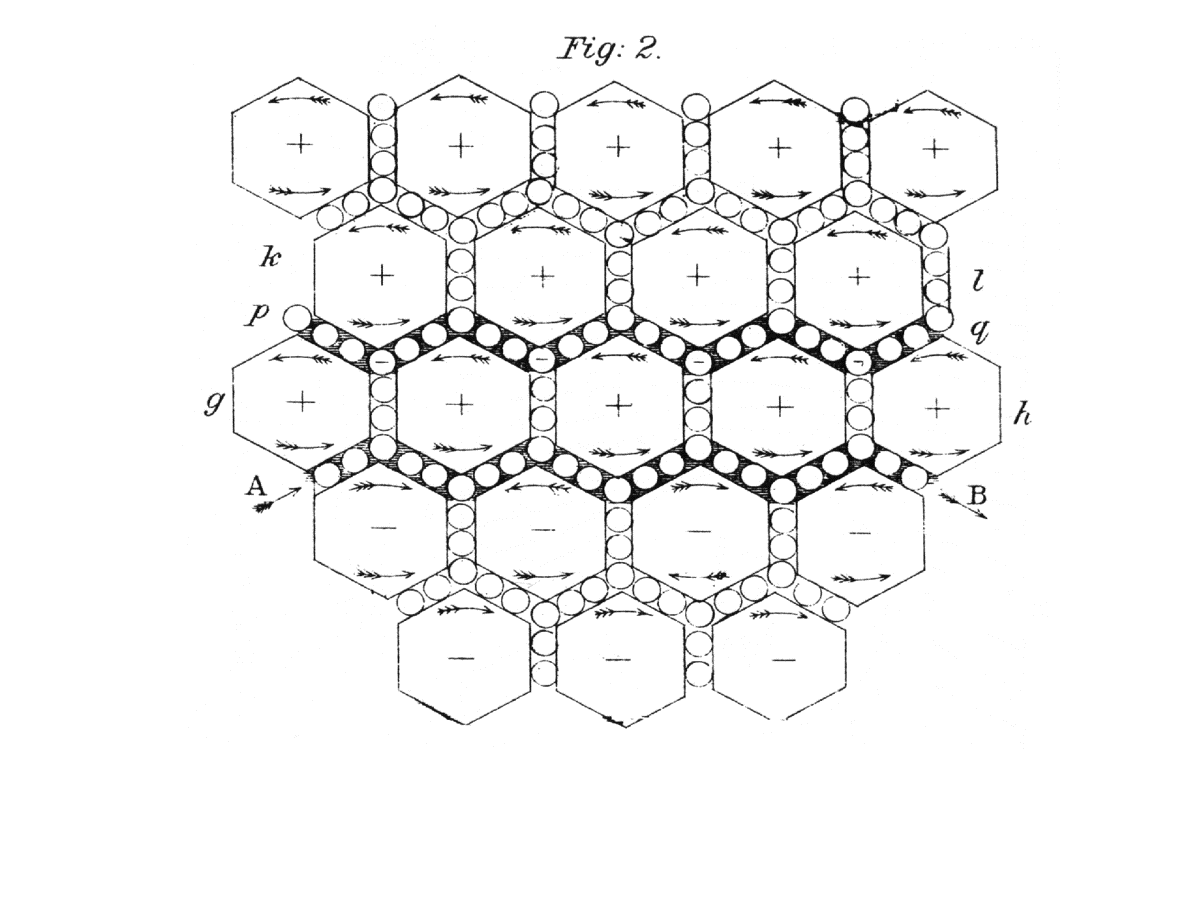 Fig: 2.
+ + + + +
k + + + + l
p q
g + + + + + h
A B
− − − −
− − −